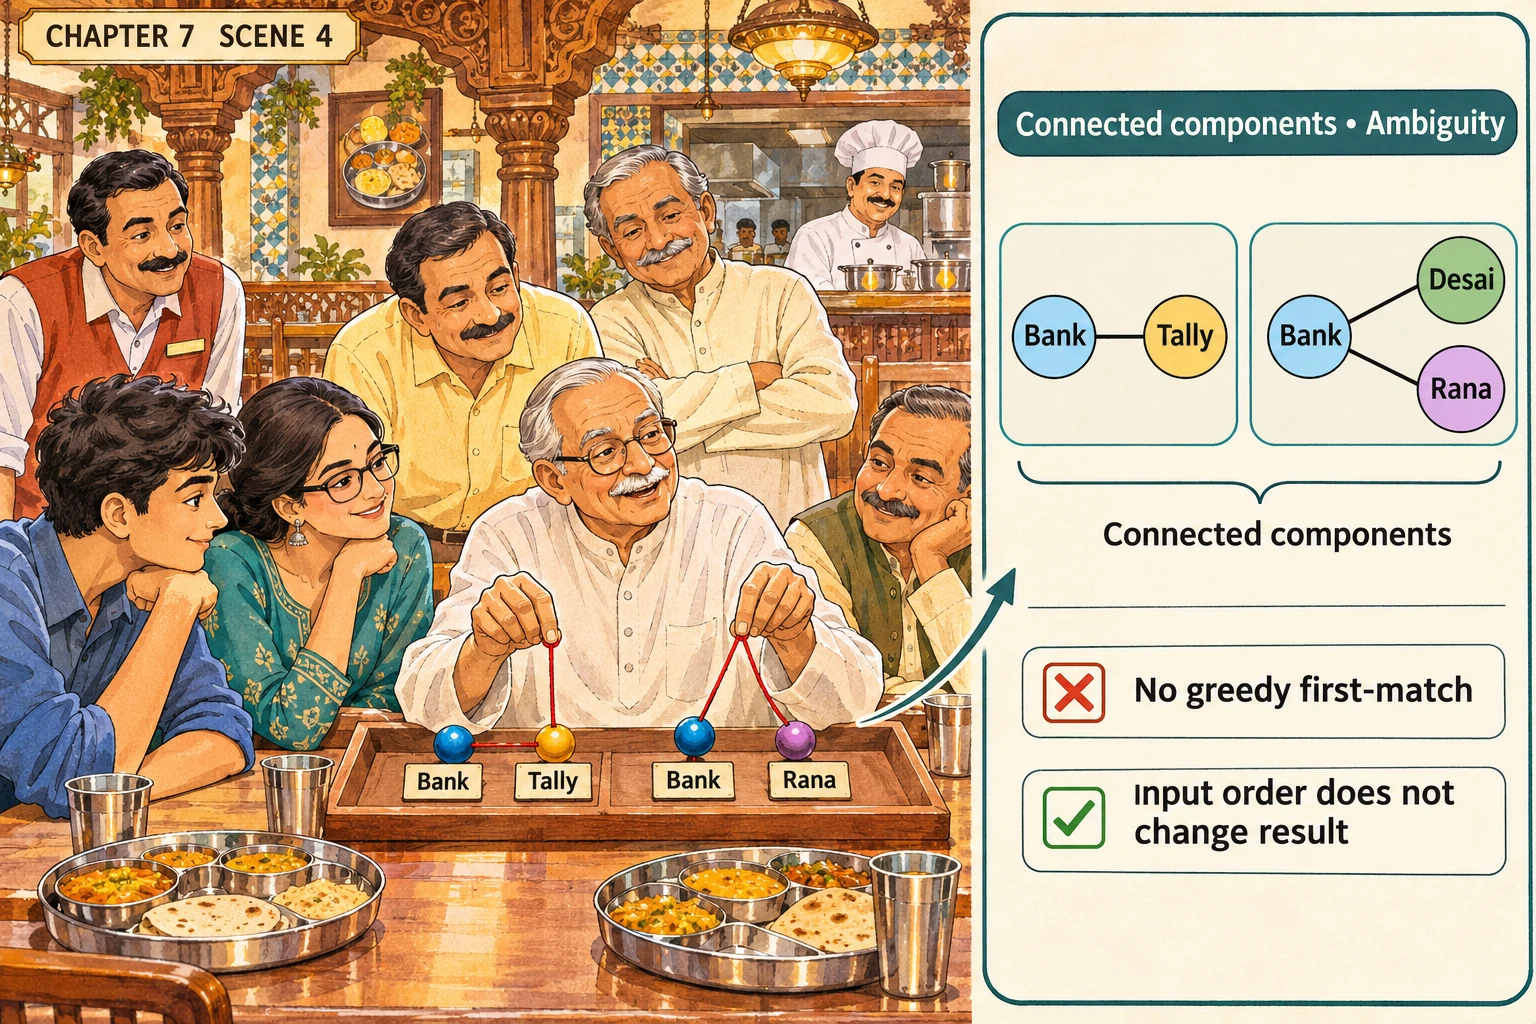 CHAPTER 7 SCENE 4
Bank
Tally
Bank
Rana
Connected components • Ambiguity
Bank
Tally
Bank
Desai
Rana
Connected components
No greedy first-match
Input order does not
change result